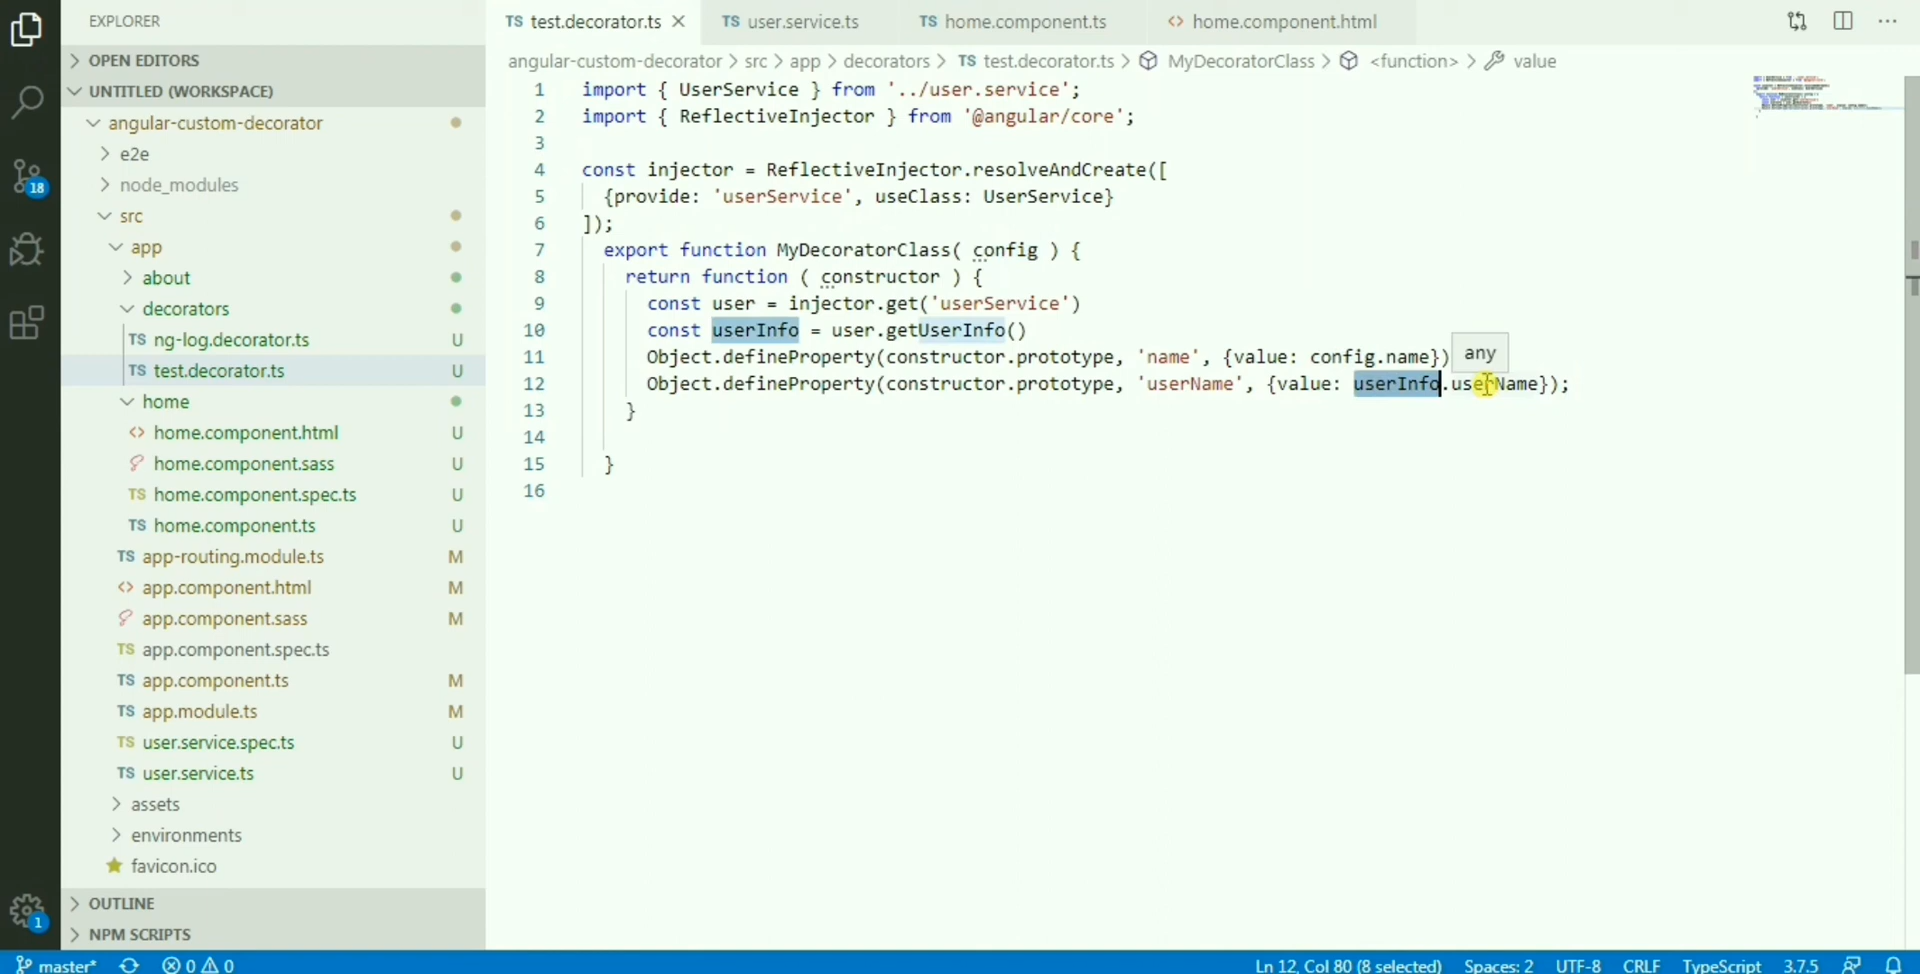 EXPLORER
OPEN EDITORS
UNTITLED (WORKSPACE)
angular-custom-decorator
e2e
node_modules
src
app
about
decorators
TS ng-log.decorator.ts U
TS test.decorator.ts U
home
<> home.component.html U
home.component.sass U
TS home.component.spec.ts U
TS home.component.ts U
TS app-routing.module.ts M
<> app.component.html M
app.component.sass M
TS app.component.spec.ts
TS app.component.ts M
TS app.module.ts M
TS user.service.spec.ts U
TS user.service.ts U
assets
environments
favicon.ico
OUTLINE
NPM SCRIPTS
18
1
TS test.decorator.ts TS user.service.ts TS home.component.ts <> home.component.html
angular-custom-decorator > src > app > decorators > TS test.decorator.ts > MyDecoratorClass > <function> > value
1 import { UserService } from '../user.service';
2 import { ReflectiveInjector } from '@angular/core';
3
4 const injector = ReflectiveInjector.resolveAndCreate([
5 {provide: 'userService', useClass: UserService}
6 ]);
7 export function MyDecoratorClass( config ) {
8 return function ( constructor ) {
9 const user = injector.get('userService')
10 const userInfo = user.getUserInfo()
11 Object.defineProperty(constructor.prototype, 'name', {value: config.name})
any
12 Object.defineProperty(constructor.prototype, 'userName', {value: userInfo.userName});
13 }
14
15 }
16
master* 0 0 Ln 12, Col 80 (8 selected) Spaces: 2 UTF-8 CRLF TypeScript 3.7.5